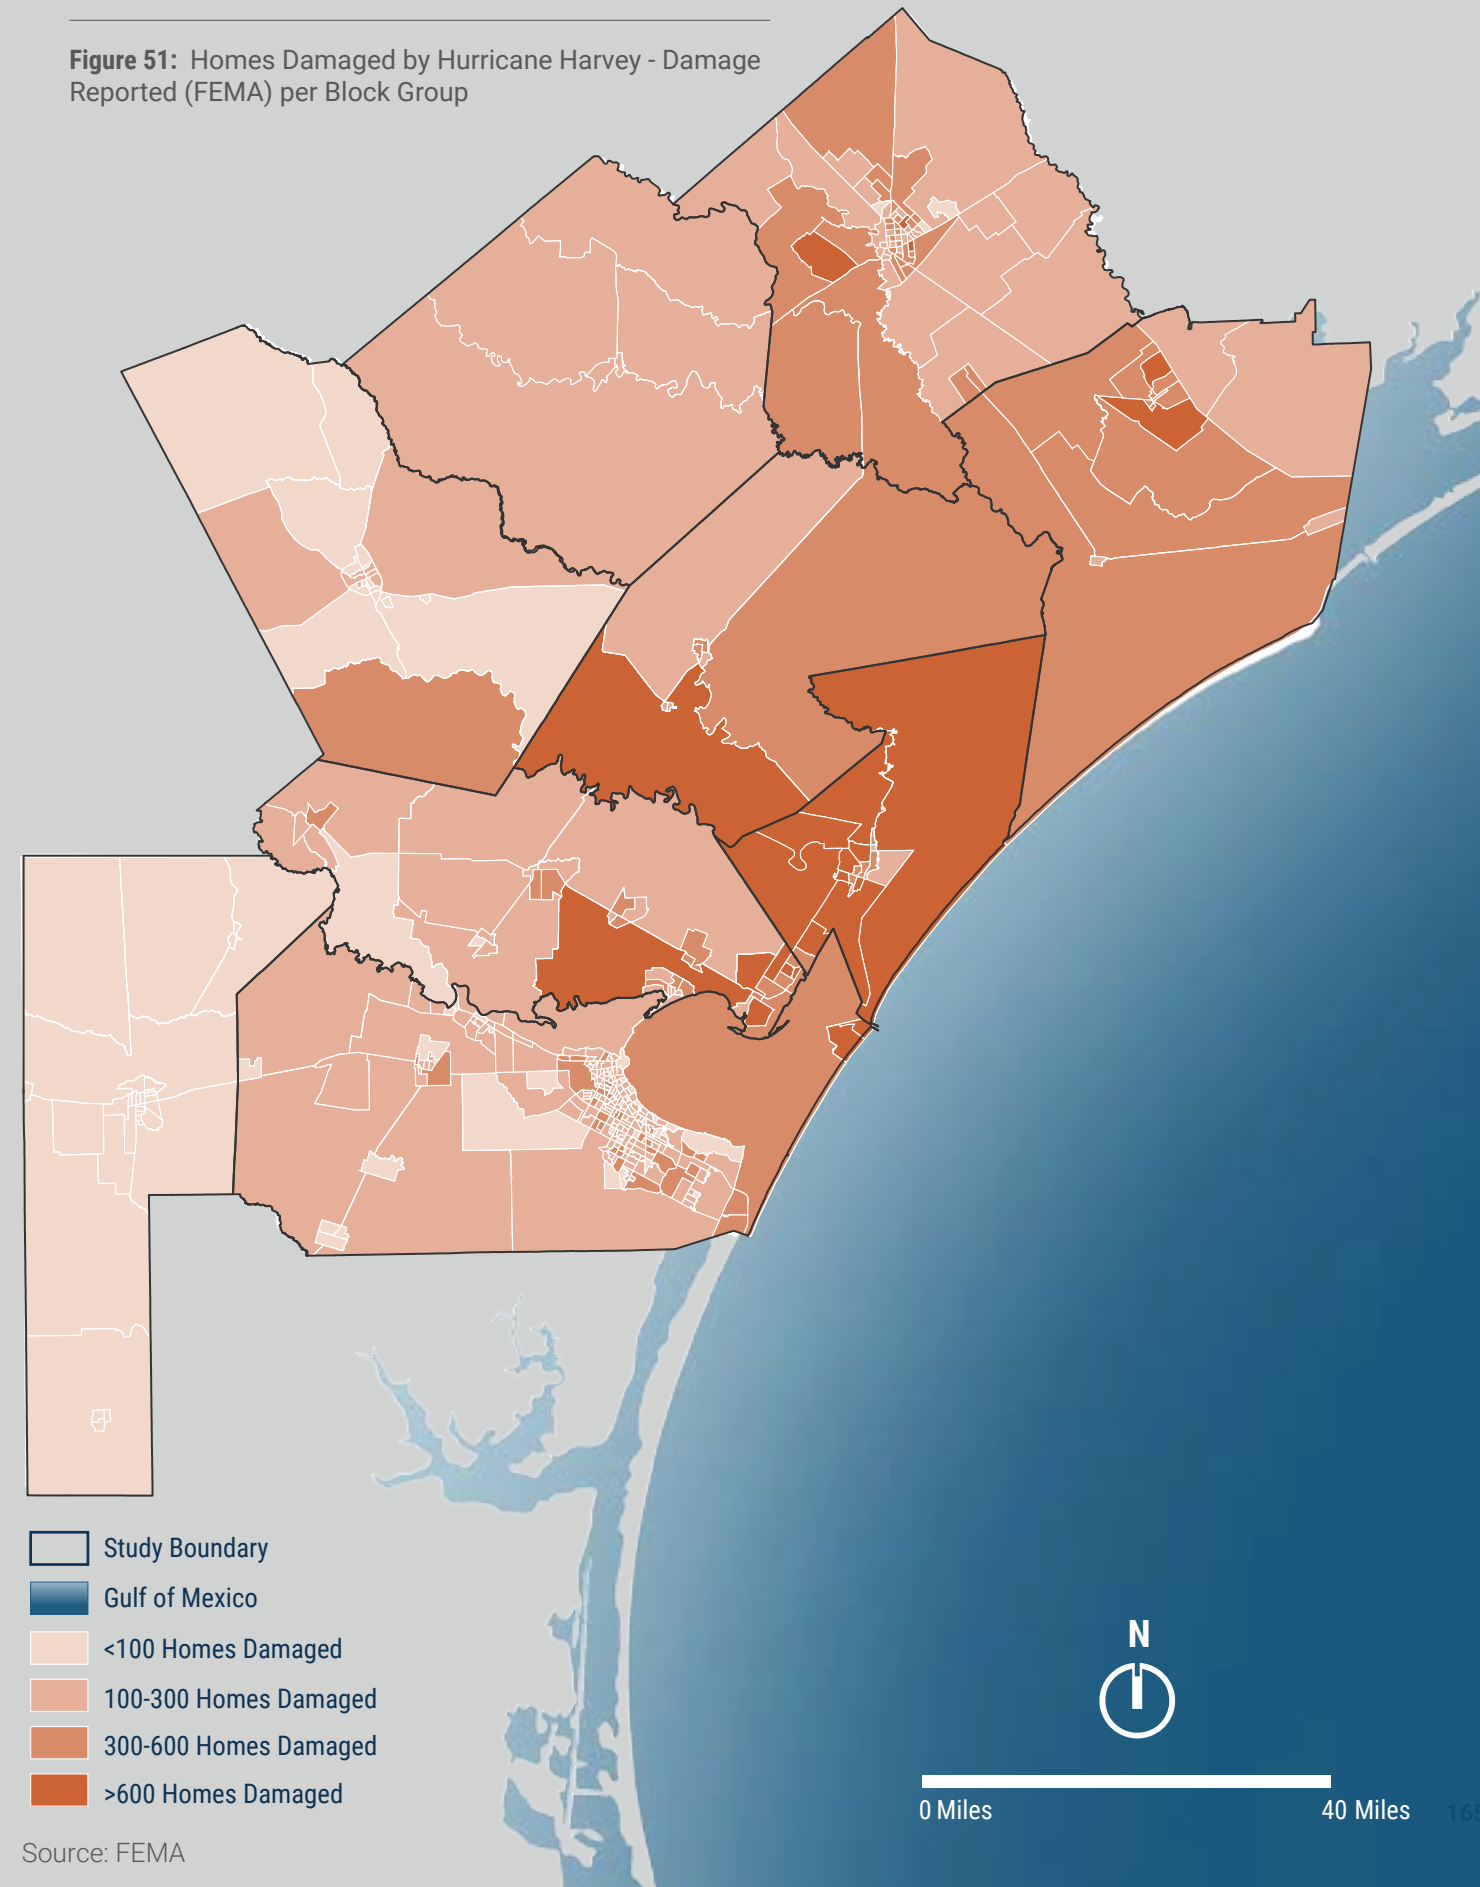 Figure 51: Homes Damaged by Hurricane Harvey - Damage
Reported (FEMA) per Block Group
Study Boundary
Gulf of Mexico
<100 Homes Damaged
100-300 Homes Damaged
300-600 Homes Damaged
>600 Homes Damaged
Source: FEMA
N
0 Miles
40 Miles